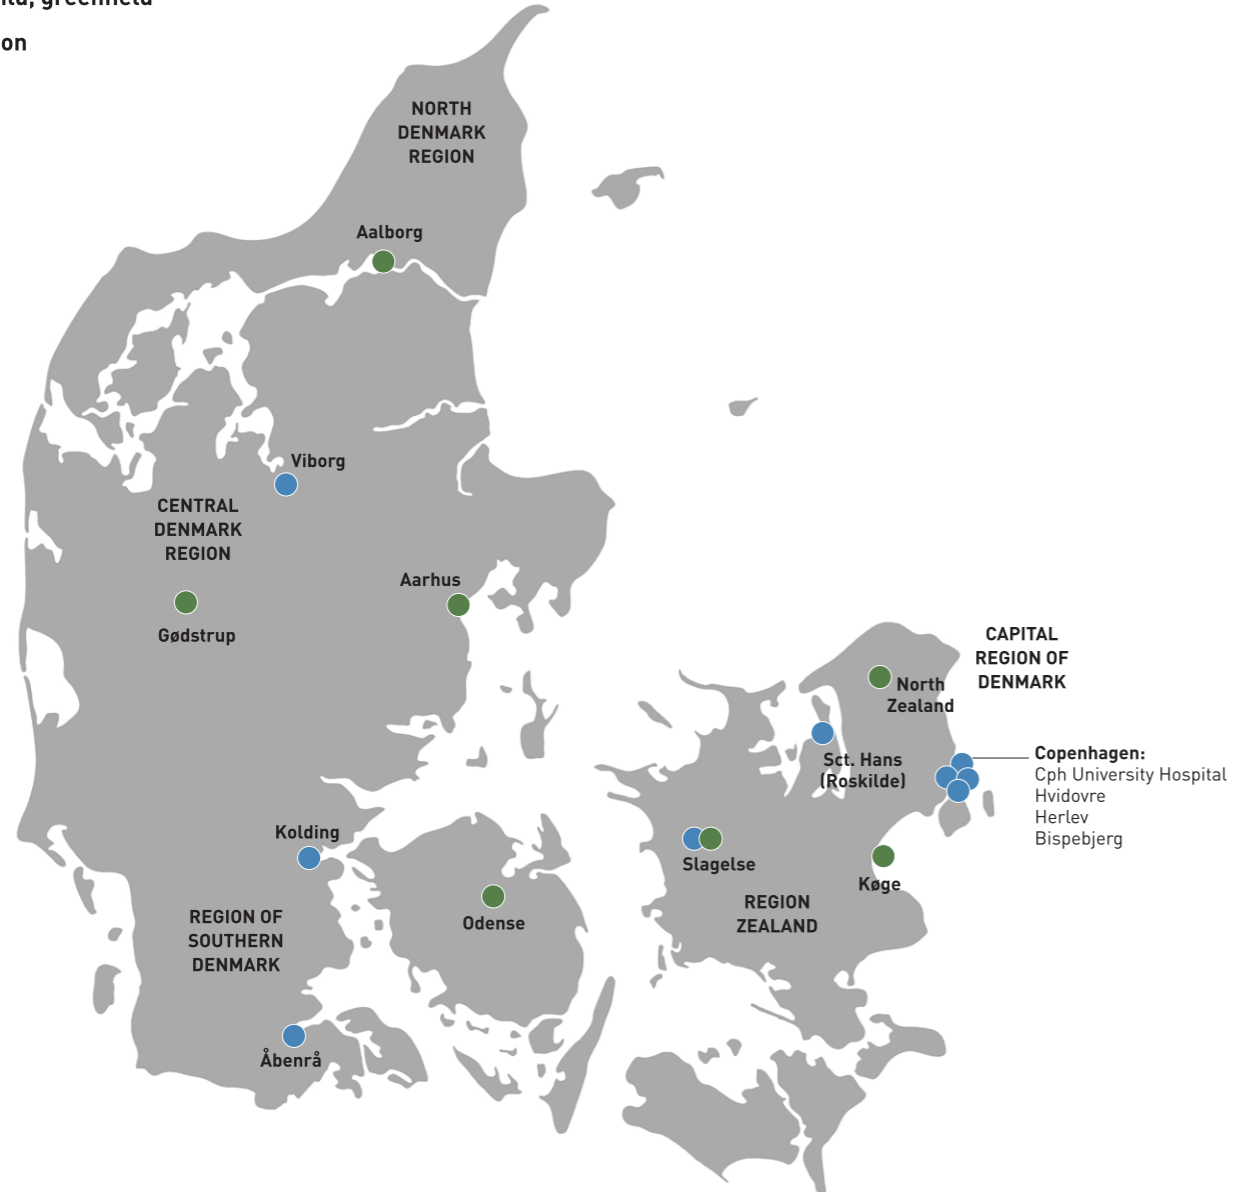 greenfield
on
NORTH
DENMARK
REGION
Aalborg
Viborg
CENTRAL
DENMARK
REGION
Aarhus
Gødstrup
CAPITAL
REGION OF
DENMARK
North
Zealand
Sct. Hans
(Roskilde)
Copenhagen:
Cph University Hospital
Hvidovre
Herlev
Bispebjerg
Kolding
Slagelse
Køge
REGION
ZEALAND
Odense
REGION OF
SOUTHERN
DENMARK
Åbenrå